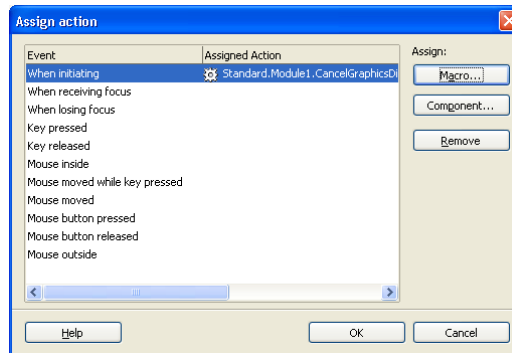 Assign action
Event Assigned Action Assign:
When initiating Standard.Module1.CancelGraphicsDi
Macro...
When receiving focus
When losing focus
Component...
Key pressed
Key released
Remove
Mouse inside
Mouse moved while key pressed
Mouse moved
Mouse button pressed
Mouse button released
Mouse outside
Help OK Cancel